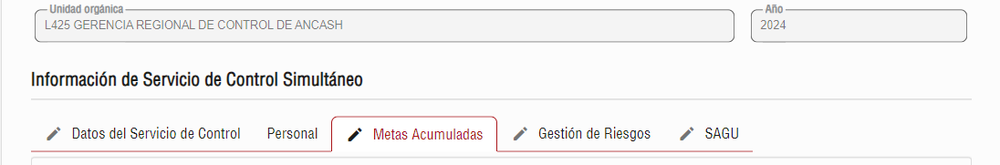 Unidad orgánica
L425 GERENCIA REGIONAL DE CONTROL DE ANCASH
Año
2024
Información de Servicio de Control Simultáneo
Datos del Servicio de Control Personal Metas Acumuladas Gestión de Riesgos SAGU